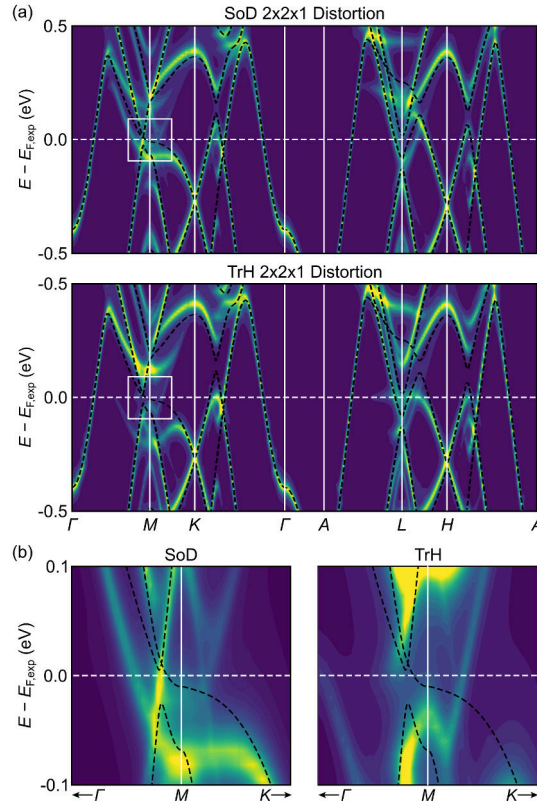 (a)
SoD 2x2x1 Distortion
0.5
0.0
-0.5
E − E_F,exp (eV)
TrH 2x2x1 Distortion
-0.5
0.0
-0.5
E − E_F,exp (eV)
Γ M K Γ A L H A
(b)
SoD TrH
0.1
0.0
-0.1
E − E_F,exp (eV)
←Γ M K→ ←Γ M K→